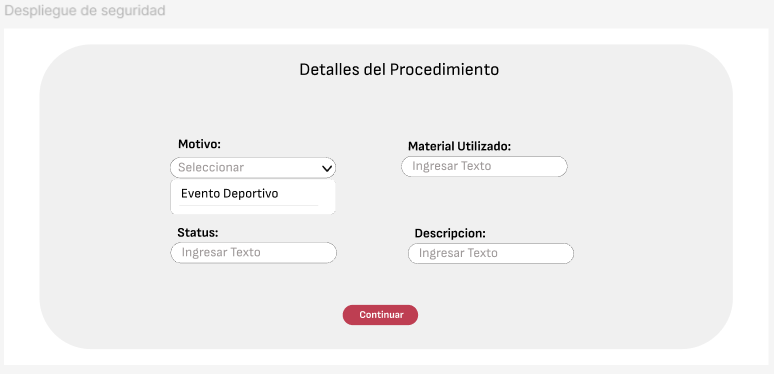 Despliegue de seguridad
Detalles del Procedimiento
Motivo:
Seleccionar
Evento Deportivo
Material Utilizado:
Ingresar Texto
Status:
Ingresar Texto
Descripcion:
Ingresar Texto
Continuar